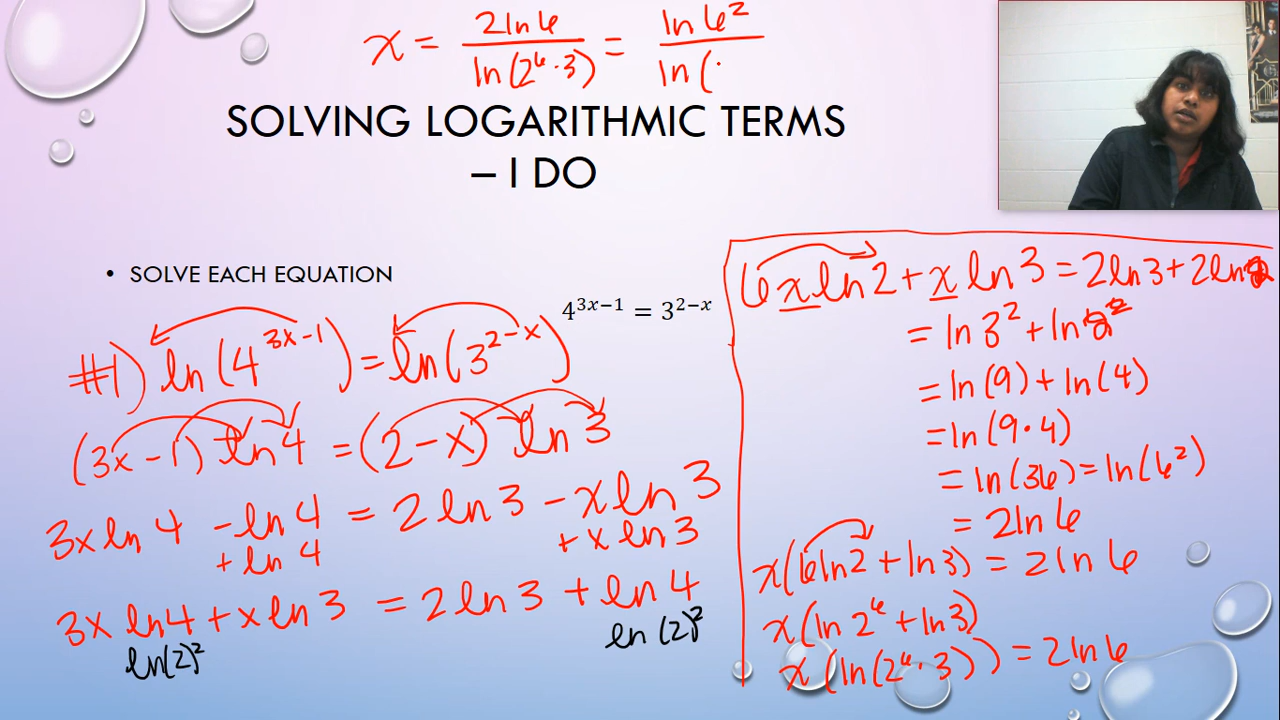 x = 2ln6 / ln(2⁶·3) = ln6² / ln(
SOLVING LOGARITHMIC TERMS
– I DO
• SOLVE EACH EQUATION
4^{3x−1} = 3^{2−x}
#1) ln(4^{3x-1}) = ln(3^{2-x})
(3x-1) ln4 = (2-x) ln3
3x ln4 - ln4 = 2ln3 - x ln3
+ ln4 + x ln3
3x ln4 + x ln3 = 2ln3 + ln4
ln(2)² ln(2)²
6xln2 + x ln3 = 2ln3 + 2ln2
= ln3² + ln2²
= ln(9) + ln(4)
= ln(9·4)
= ln(36) = ln(6²)
= 2ln6
x(6ln2 + ln3) = 2ln6
x(ln2⁶ + ln3)
x(ln(2⁶·3)) = 2ln6